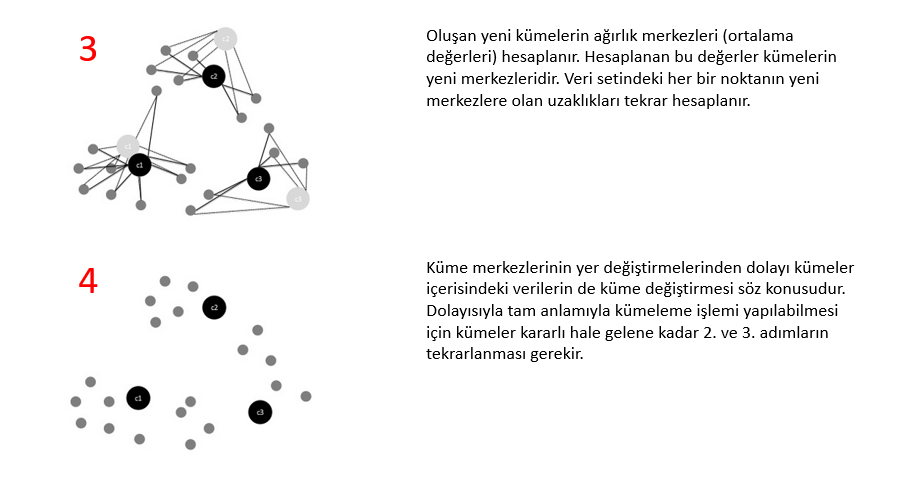 3
Oluşan yeni kümelerin ağırlık merkezleri (ortalama
değerleri) hesaplanır. Hesaplanan bu değerler kümelerin
yeni merkezleridir. Veri setindeki her bir noktanın yeni
merkezlere olan uzaklıkları tekrar hesaplanır.
c2
c2
c1
c1
c3
c3
4
Küme merkezlerinin yer değiştirmelerinden dolayı kümeler
içerisindeki verilerin de küme değiştirmesi söz konusudur.
Dolayısıyla tam anlamıyla kümeleme işlemi yapılabilmesi
için kümeler kararlı hale gelene kadar 2. ve 3. adımların
tekrarlanması gerekir.
c2
c1
c3